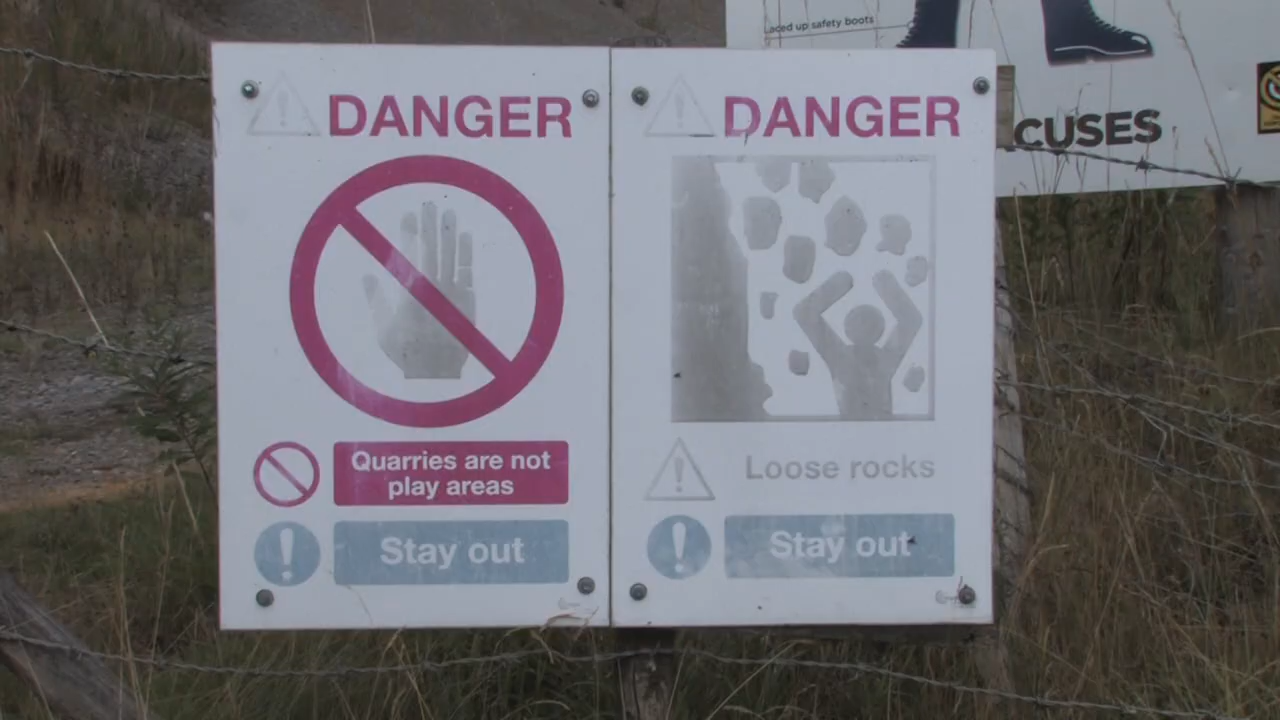 Laced up safety boots
CUSES
DANGER
Quarries are not
play areas
Stay out
DANGER
Loose rocks
Stay out